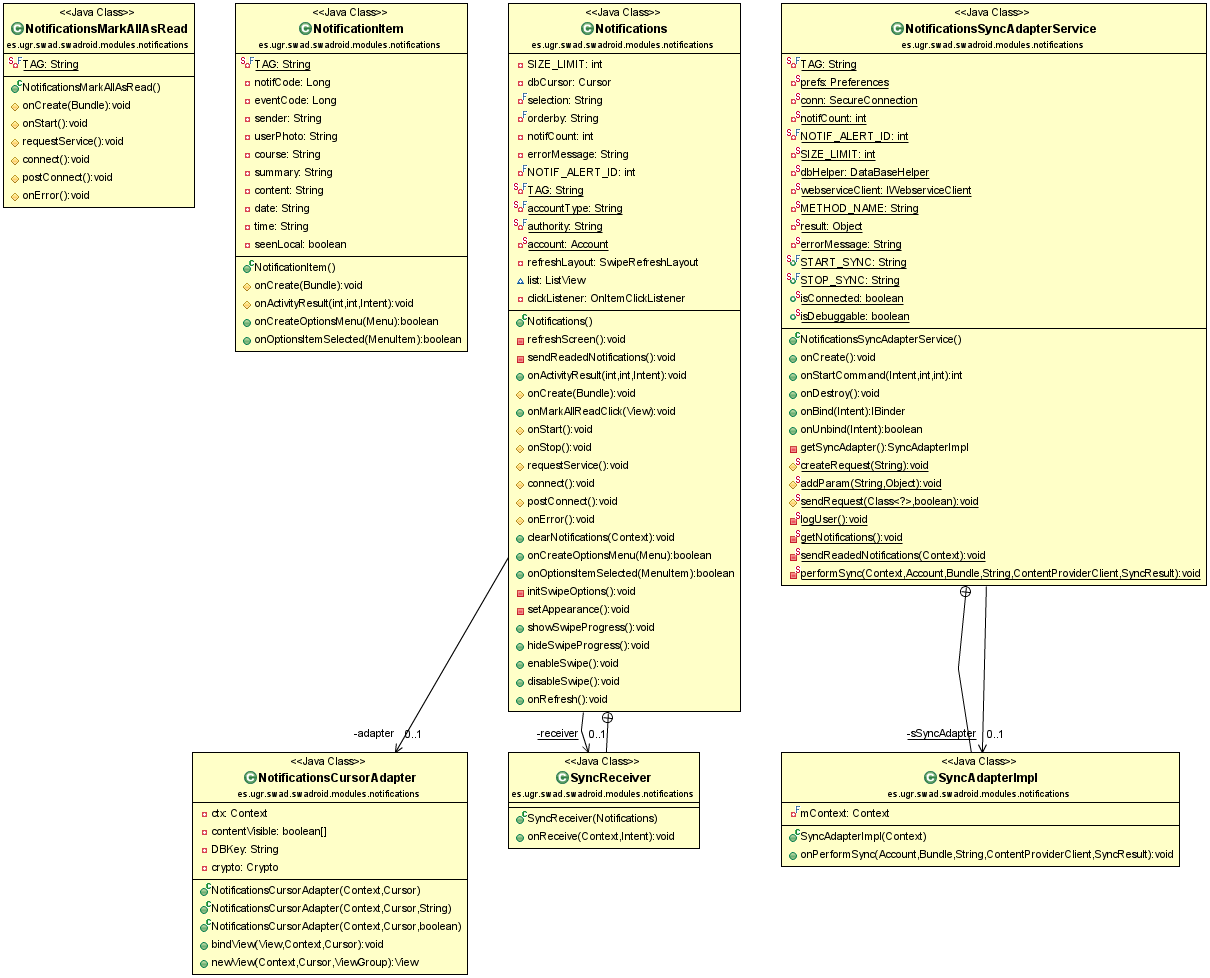 <<Java Class>>
NotificationsMarkAllAsRead
es.ugr.swad.swadroid.modules.notifications
TAG: String
NotificationsMarkAllAsRead()
onCreate(Bundle):void
onStart():void
requestService():void
connect():void
postConnect():void
onError():void
<<Java Class>>
NotificationItem
es.ugr.swad.swadroid.modules.notifications
TAG: String
notifCode: Long
eventCode: Long
sender: String
userPhoto: String
course: String
summary: String
content: String
date: String
time: String
seenLocal: boolean
NotificationItem()
onCreate(Bundle):void
onActivityResult(int,int,Intent):void
onCreateOptionsMenu(Menu):boolean
onOptionsItemSelected(MenuItem):boolean
<<Java Class>>
Notifications
es.ugr.swad.swadroid.modules.notifications
SIZE_LIMIT: int
dbCursor: Cursor
selection: String
orderby: String
notifCount: int
errorMessage: String
NOTIF_ALERT_ID: int
TAG: String
accountType: String
authority: String
account: Account
refreshLayout: SwipeRefreshLayout
list: ListView
clickListener: OnItemClickListener
Notifications()
refreshScreen():void
sendReadedNotifications():void
onActivityResult(int,int,Intent):void
onCreate(Bundle):void
onMarkAllReadClick(View):void
onStart():void
onStop():void
requestService():void
connect():void
postConnect():void
onError():void
clearNotifications(Context):void
onCreateOptionsMenu(Menu):boolean
onOptionsItemSelected(MenuItem):boolean
initSwipeOptions():void
setAppearance():void
showSwipeProgress():void
hideSwipeProgress():void
enableSwipe():void
disableSwipe():void
onRefresh():void
<<Java Class>>
NotificationsSyncAdapterService
es.ugr.swad.swadroid.modules.notifications
TAG: String
prefs: Preferences
conn: SecureConnection
notifCount: int
NOTIF_ALERT_ID: int
SIZE_LIMIT: int
dbHelper: DataBaseHelper
webserviceClient: IWebserviceClient
METHOD_NAME: String
result: Object
errorMessage: String
START_SYNC: String
STOP_SYNC: String
isConnected: boolean
isDebuggable: boolean
NotificationsSyncAdapterService()
onCreate():void
onStartCommand(Intent,int,int):int
onDestroy():void
onBind(Intent):IBinder
onUnbind(Intent):boolean
getSyncAdapter():SyncAdapterImpl
createRequest(String):void
addParam(String,Object):void
sendRequest(Class<?>,boolean):void
logUser():void
getNotifications():void
sendReadedNotifications(Context):void
performSync(Context,Account,Bundle,String,ContentProviderClient,SyncResult):void
-adapter 0..1
-receiver 0..1
-sSyncAdapter 0..1
<<Java Class>>
NotificationsCursorAdapter
es.ugr.swad.swadroid.modules.notifications
ctx: Context
contentVisible: boolean[]
DBKey: String
crypto: Crypto
NotificationsCursorAdapter(Context,Cursor)
NotificationsCursorAdapter(Context,Cursor,String)
NotificationsCursorAdapter(Context,Cursor,boolean)
bindView(View,Context,Cursor):void
newView(Context,Cursor,ViewGroup):View
<<Java Class>>
SyncReceiver
es.ugr.swad.swadroid.modules.notifications
SyncReceiver(Notifications)
onReceive(Context,Intent):void
<<Java Class>>
SyncAdapterImpl
es.ugr.swad.swadroid.modules.notifications
mContext: Context
SyncAdapterImpl(Context)
onPerformSync(Account,Bundle,String,ContentProviderClient,SyncResult):void